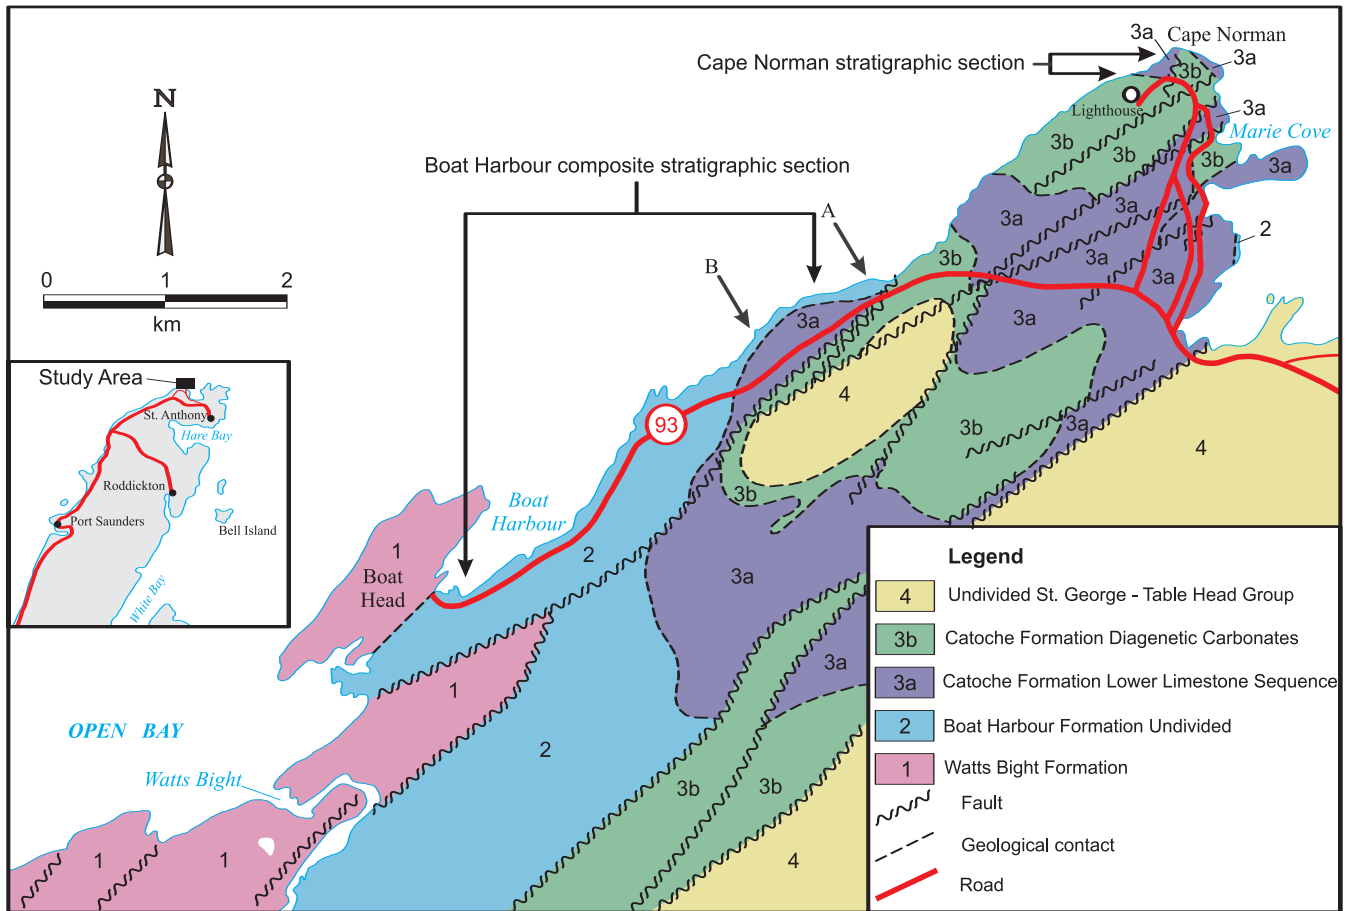 3a
Cape Norman
3a
Cape Norman stratigraphic section
3b
N
Lighthouse
3a
Marie Cove
3b
3b
3b
3a
Boat Harbour composite stratigraphic section
A
3a
3a
2
B
3b
3a
3a
0 1 2
km
3a
3a
Study Area
St. Anthony
Hare Bay
4
93
3b
3a
4
Roddickton
Port Saunders
Bell Island
White Bay
3b
Boat
Harbour
1
2
Boat
Head
3a
1
3a
OPEN BAY
2
Watts Bight
3b
3b
1
1
4
Legend
4 Undivided St. George - Table Head Group
3b Catoche Formation Diagenetic Carbonates
3a Catoche Formation Lower Limestone Sequence
2 Boat Harbour Formation Undivided
1 Watts Bight Formation
Fault
Geological contact
Road